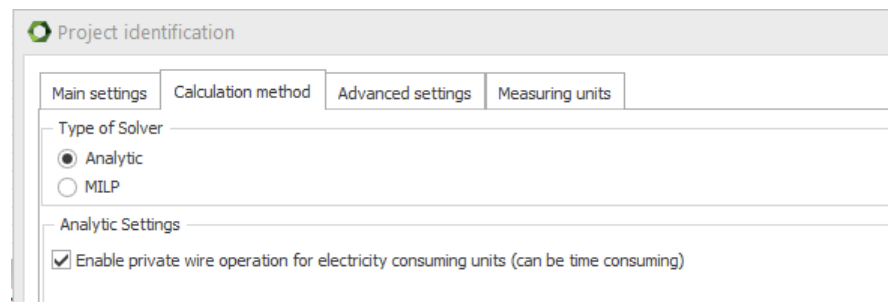 Project identification
Main settings Calculation method Advanced settings Measuring units
Type of Solver
Analytic
MILP
Analytic Settings
Enable private wire operation for electricity consuming units (can be time consuming)